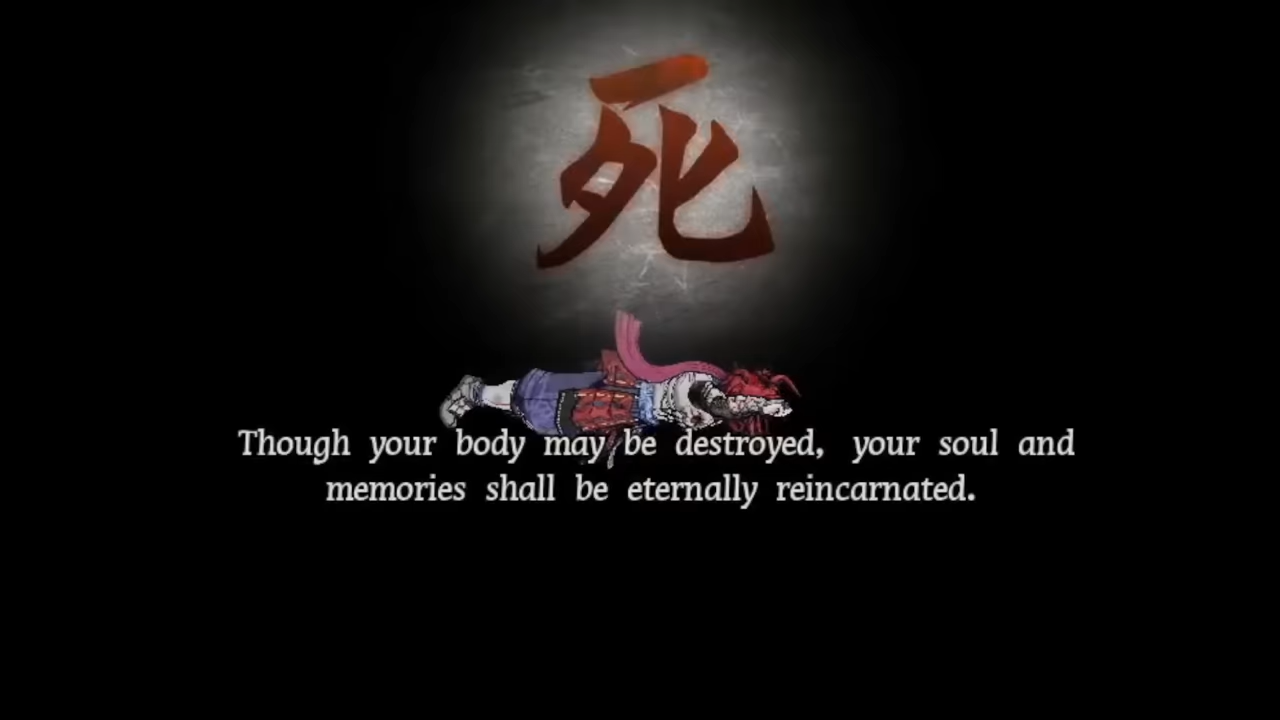 死
Though your body may be destroyed, your soul and
memories shall be eternally reincarnated.